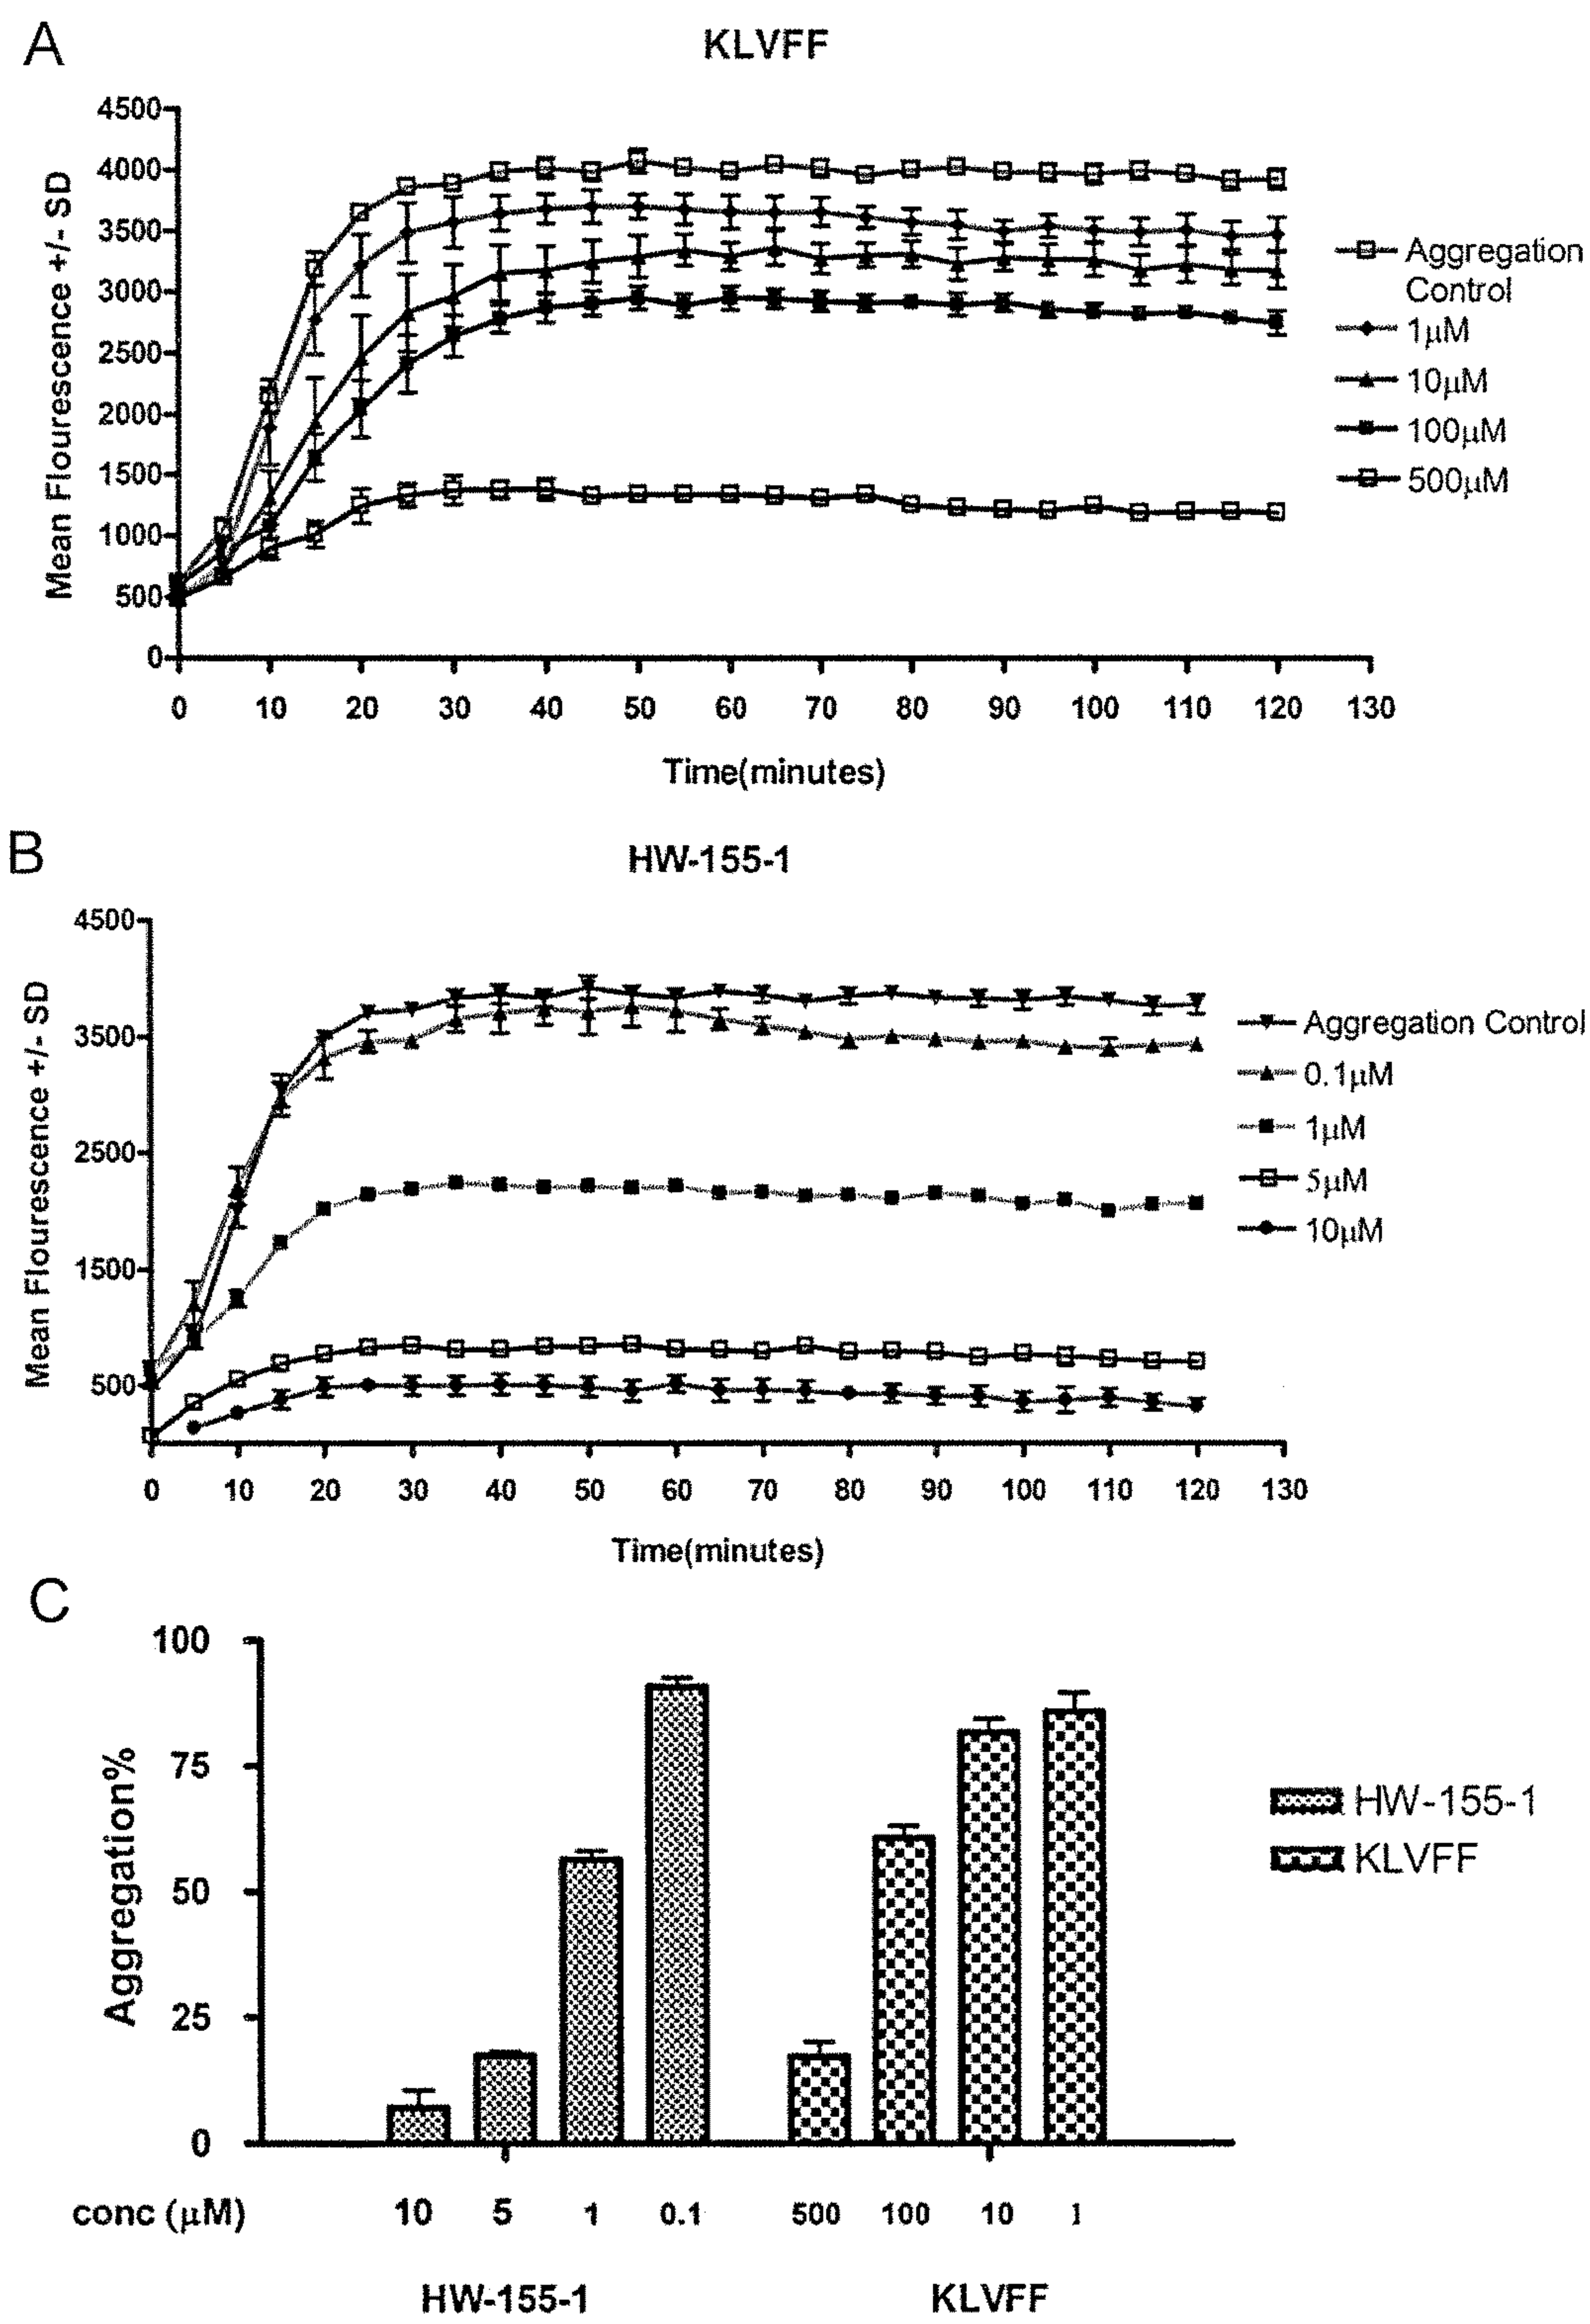 A
KLVFF
4500
4000
3500
3000
2500
2000
1500
1000
500
0
Mean Flourescence +/- SD
0 10 20 30 40 50 60 70 80 90 100 110 120 130
Time(minutes)
Aggregation
Control
1μM
10μM
100μM
500μM
B
HW-155-1
4500
3500
2500
1500
500
Mean Flourescence +/- SD
0 10 20 30 40 50 60 70 80 90 100 110 120 130
Time(minutes)
Aggregation Control
0.1μM
1μM
5μM
10μM
C
100
75
50
25
0
Aggregation%
HW-155-1
KLVFF
conc (μM) 10 5 1 0.1 500 100 10 1
HW-155-1 KLVFF